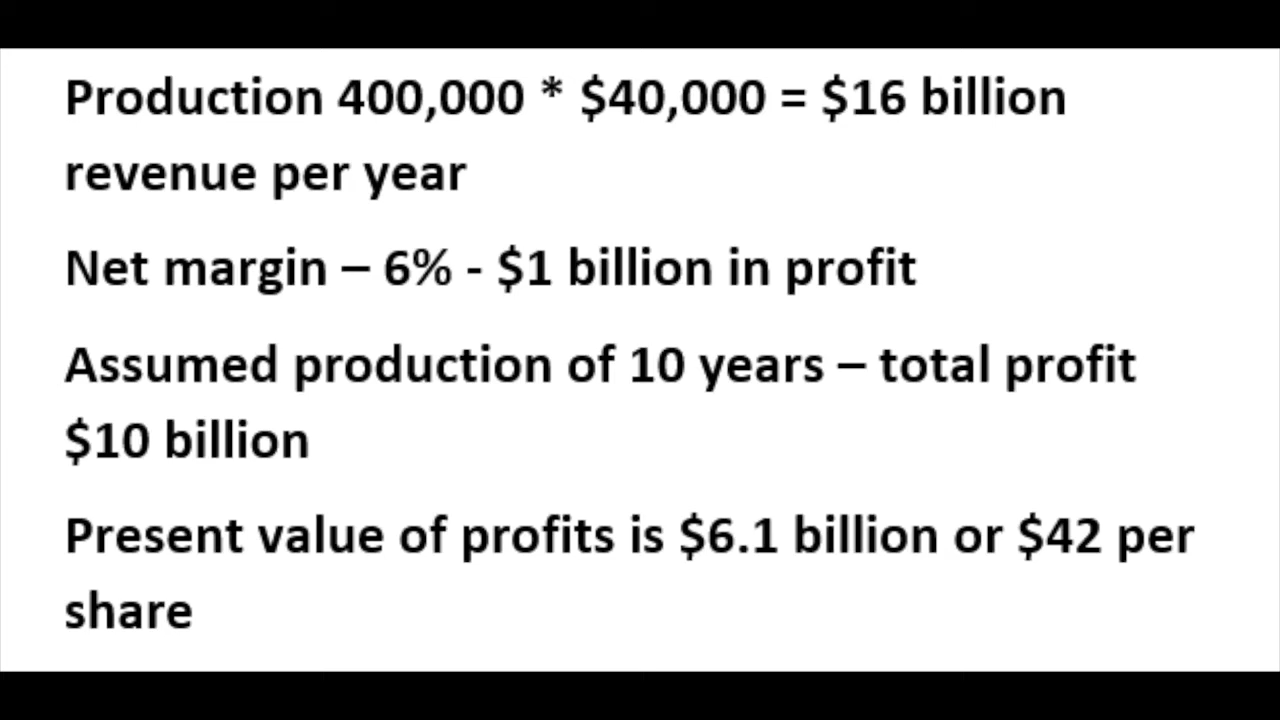 Production 400,000 * $40,000 = $16 billion
revenue per year
Net margin – 6% - $1 billion in profit
Assumed production of 10 years – total profit
$10 billion
Present value of profits is $6.1 billion or $42 per
share